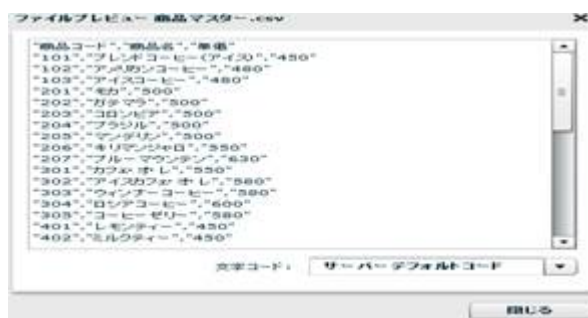 ファイルプレビュー 商品マスター.csv
"商品コード","商品名","単価"
"101","ブレンドコーヒー(アイス)","450"
"102","アメリカンコーヒー","480"
"103","アイスコーヒー","480"
"201","モカ","500"
"202","ガテマラ","500"
"203","コロンビア","500"
"204","ブラジル","500"
"205","マンデリン","500"
"206","キリマンジャロ","550"
"207","ブルーマウンテン","630"
"301","カフェ・オ・レ","550"
"302","アイスカフェ・オ・レ","580"
"303","ウィンナーコーヒー","580"
"304","ロシアコーヒー","600"
"305","コーヒーゼリー","580"
"401","レモンティー","450"
"402","ミルクティー","450"
文字コード: サーバーデフォルトコード
閉じる